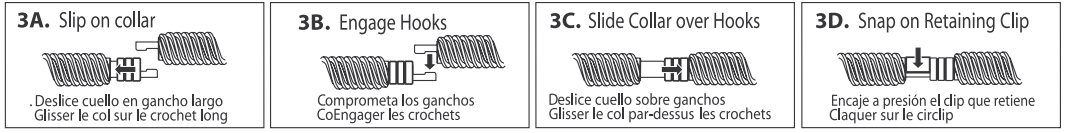 3A. Slip on collar
. Deslice cuello en gancho largo
Glisser le col sur le crochet long
3B. Engage Hooks
Comprometa los ganchos
CoEngager les crochets
3C. Slide Collar over Hooks
Deslice cuello sobre ganchos
Glisser le col par-dessus les crochets
3D. Snap on Retaining Clip
Encaje a presión el dip que retiene
Claquer sur le circlip